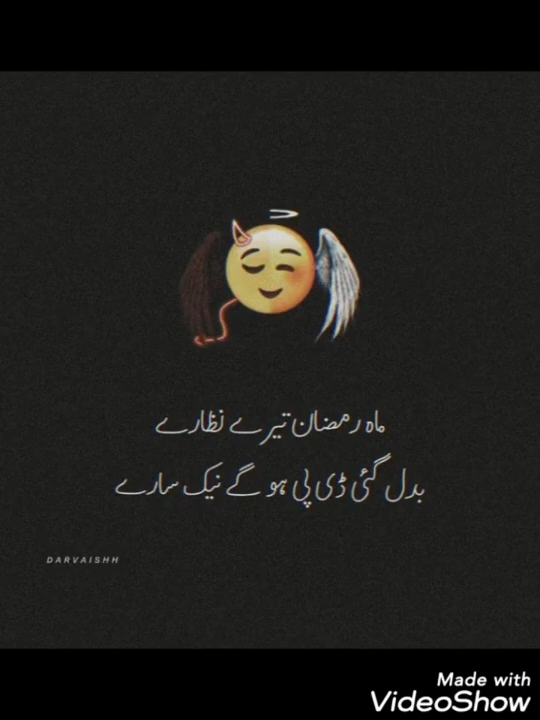 ماہ رمضان تیرے نظارے
بدل گئی ڈی پی ہو گے نیک سارے
DARVAISHH
Made with
VideoShow